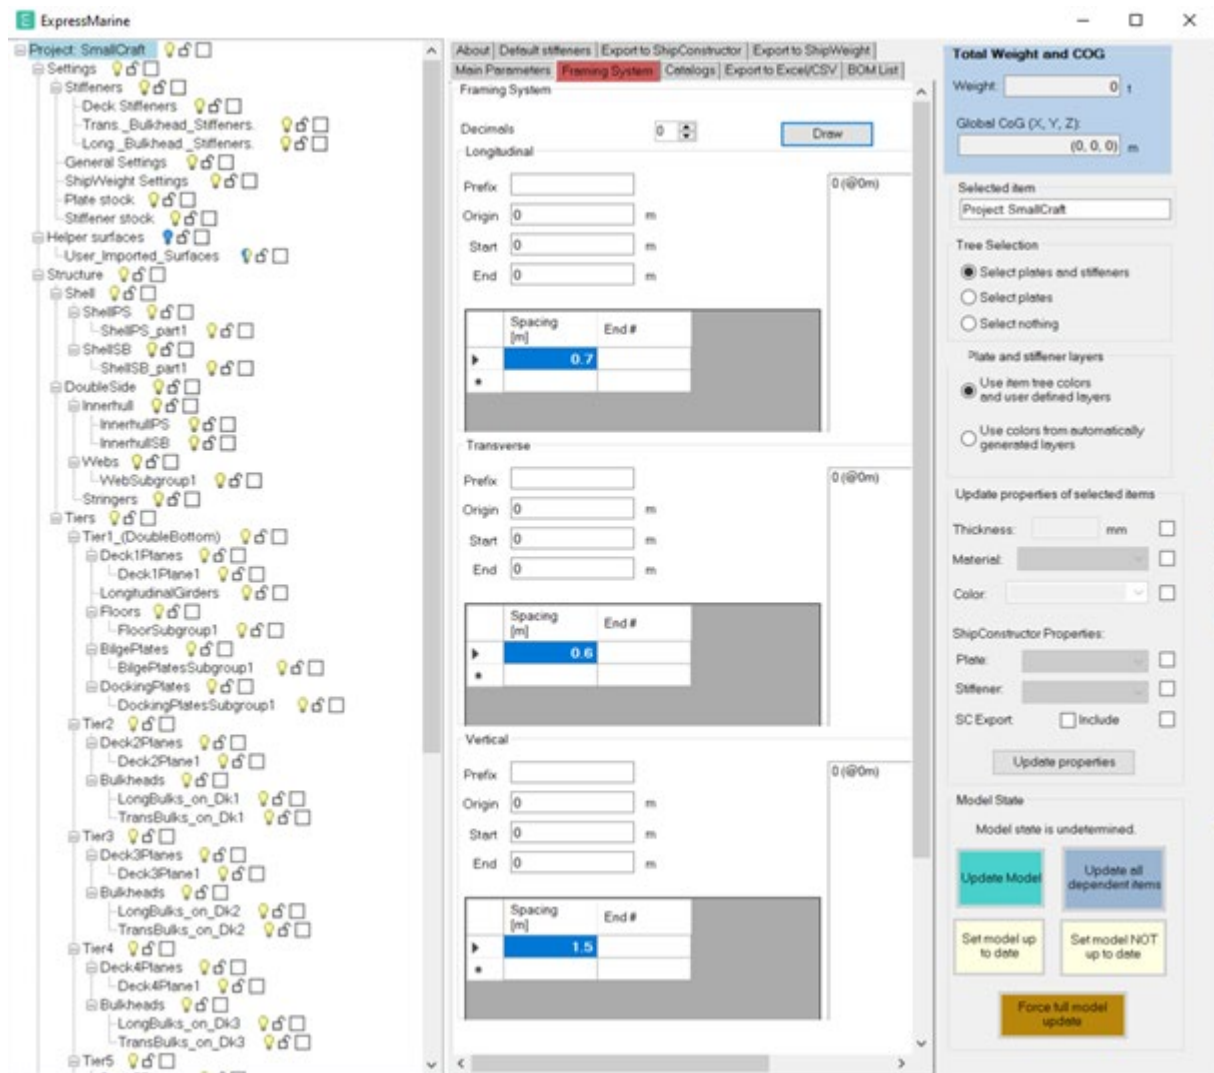 ExpressMarine
Project: SmallCraft
Settings
Stiffeners
Deck Stiffeners
Trans._Bulkhead_Stiffeners.
Long._Bulkhead_Stiffeners.
General Settings
ShipWeight Settings
Plate stock
Stiffener stock
Helper surfaces
User_Imported_Surfaces
Structure
Shell
ShellPS
ShellPS_part1
ShellSB
ShellSB_part1
DoubleSide
Innerhull
InnerhullPS
InnerhullSB
Webs
WebSubgroup1
Stringers
Tiers
Tier1_(DoubleBottom)
Deck1Planes
Deck1Plane1
LongitudinalGirders
Floors
FloorSubgroup1
BilgePlates
BilgePlatesSubgroup1
DockingPlates
DockingPlatesSubgroup1
Tier2
Deck2Planes
Deck2Plane1
Bulkheads
LongBulks_on_Dk1
TransBulks_on_Dk1
Tier3
Deck3Planes
Deck3Plane1
Bulkheads
LongBulks_on_Dk2
TransBulks_on_Dk2
Tier4
Deck4Planes
Deck4Plane1
Bulkheads
LongBulks_on_Dk3
TransBulks_on_Dk3
Tier5
About Default stiffeners Export to ShipConstructor Export to ShipWeight
Main Parameters Framing System Catalogs Export to Excel/CSV BOM List
Framing System
Decimals 0 Draw
Longitudinal
Prefix 0 (@0m)
Origin 0 m
Start 0 m
End 0 m
Spacing [m] End #
0.7
Transverse
Prefix 0 (@0m)
Origin 0 m
Start 0 m
End 0 m
Spacing [m] End #
0.6
Vertical
Prefix 0 (@0m)
Origin 0 m
Start 0 m
End 0 m
Spacing [m] End #
1.5
Total Weight and COG
Weight: 0 t
Global CoG (X, Y, Z):
(0, 0, 0) m
Selected item
Project: SmallCraft
Tree Selection
Select plates and stiffeners
Select plates
Select nothing
Plate and stiffener layers
Use item tree colors
and user defined layers
Use colors from automatically
generated layers
Update properties of selected items
Thickness: mm
Material:
Color:
ShipConstructor Properties:
Plate:
Stiffener:
SC Export Include
Update properties
Model State
Model state is undetermined.
Update Model
Update all
dependent items
Set model up
to date
Set model NOT
up to date
Force full model
update